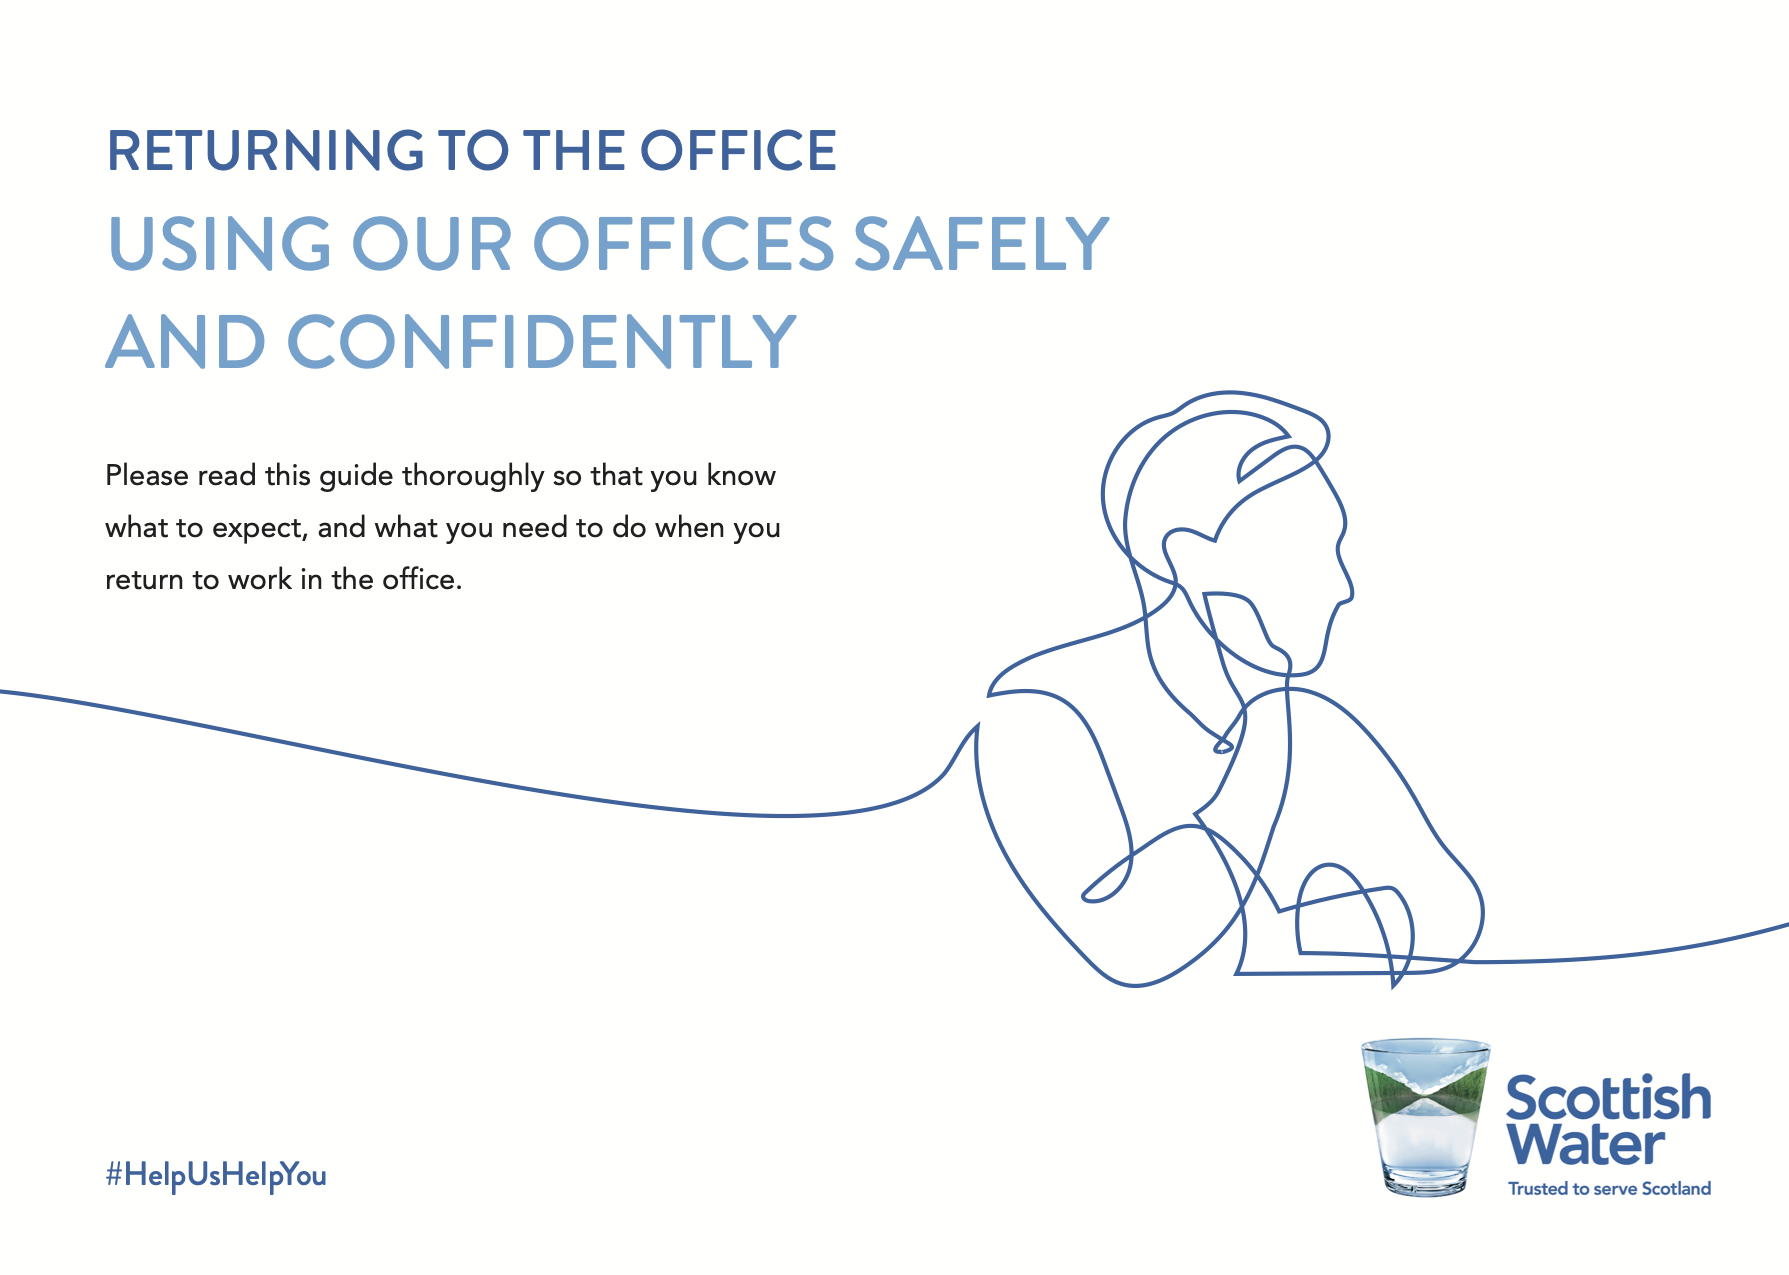 RETURNING TO THE OFFICE
USING OUR OFFICES SAFELY
AND CONFIDENTLY
Please read this guide thoroughly so that you know
what to expect, and what you need to do when you
return to work in the office.
#HelpUsHelpYou
Scottish
Water
Trusted to serve Scotland